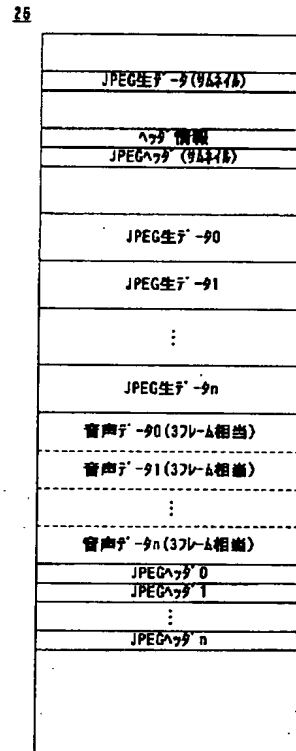 26
JPEG生データ(サムネイル)
ヘッダ情報
JPEGヘッダ(サムネイル)
JPEG生データ0
JPEG生データ1
⋮
JPEG生データn
音声データ0(3フレーム相当)
音声データ1(3フレーム相当)
⋮
音声データn(3フレーム相当)
JPEGヘッダ0
JPEGヘッダ1
⋮
JPEGヘッダn